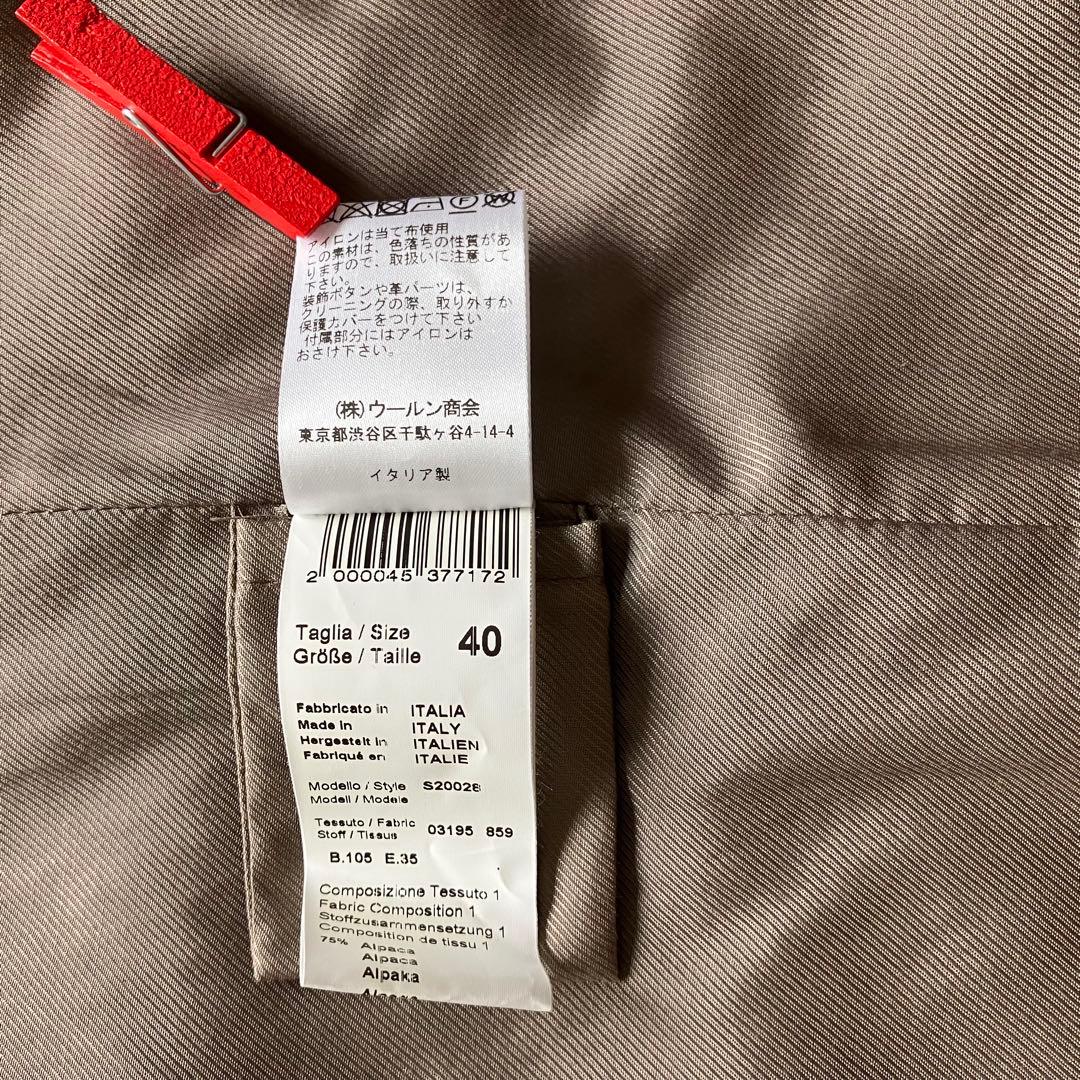 アイロンは当て布使用
この素材は、色落ちの性質があ
りますので、取扱いに注意して
下さい。
装飾ボタンや革パーツは、
クリーニングの際、取り外すか
保護カバーをつけて下さい
付属部分にはアイロンは
おさけ下さい。
(株)ウールン商会
東京都渋谷区千駄ヶ谷4-14-4
イタリア製
2 000045 377172
Taglia / Size 40
Größe / Taille
Fabbricato in ITALIA
Made in ITALY
Hergestelt in ITALIEN
Fabriqué en ITALIE
Modello / Style S20028
Modell / Modele
Tessuto / Fabric 03195 859
Stoff / Tissus
B.105 E.35
Composizione Tessuto 1
Fabric Composition 1
Stoffzusammensetzung 1
Composition de tissu 1
75% Alpaca
Alpaca
Alpaka